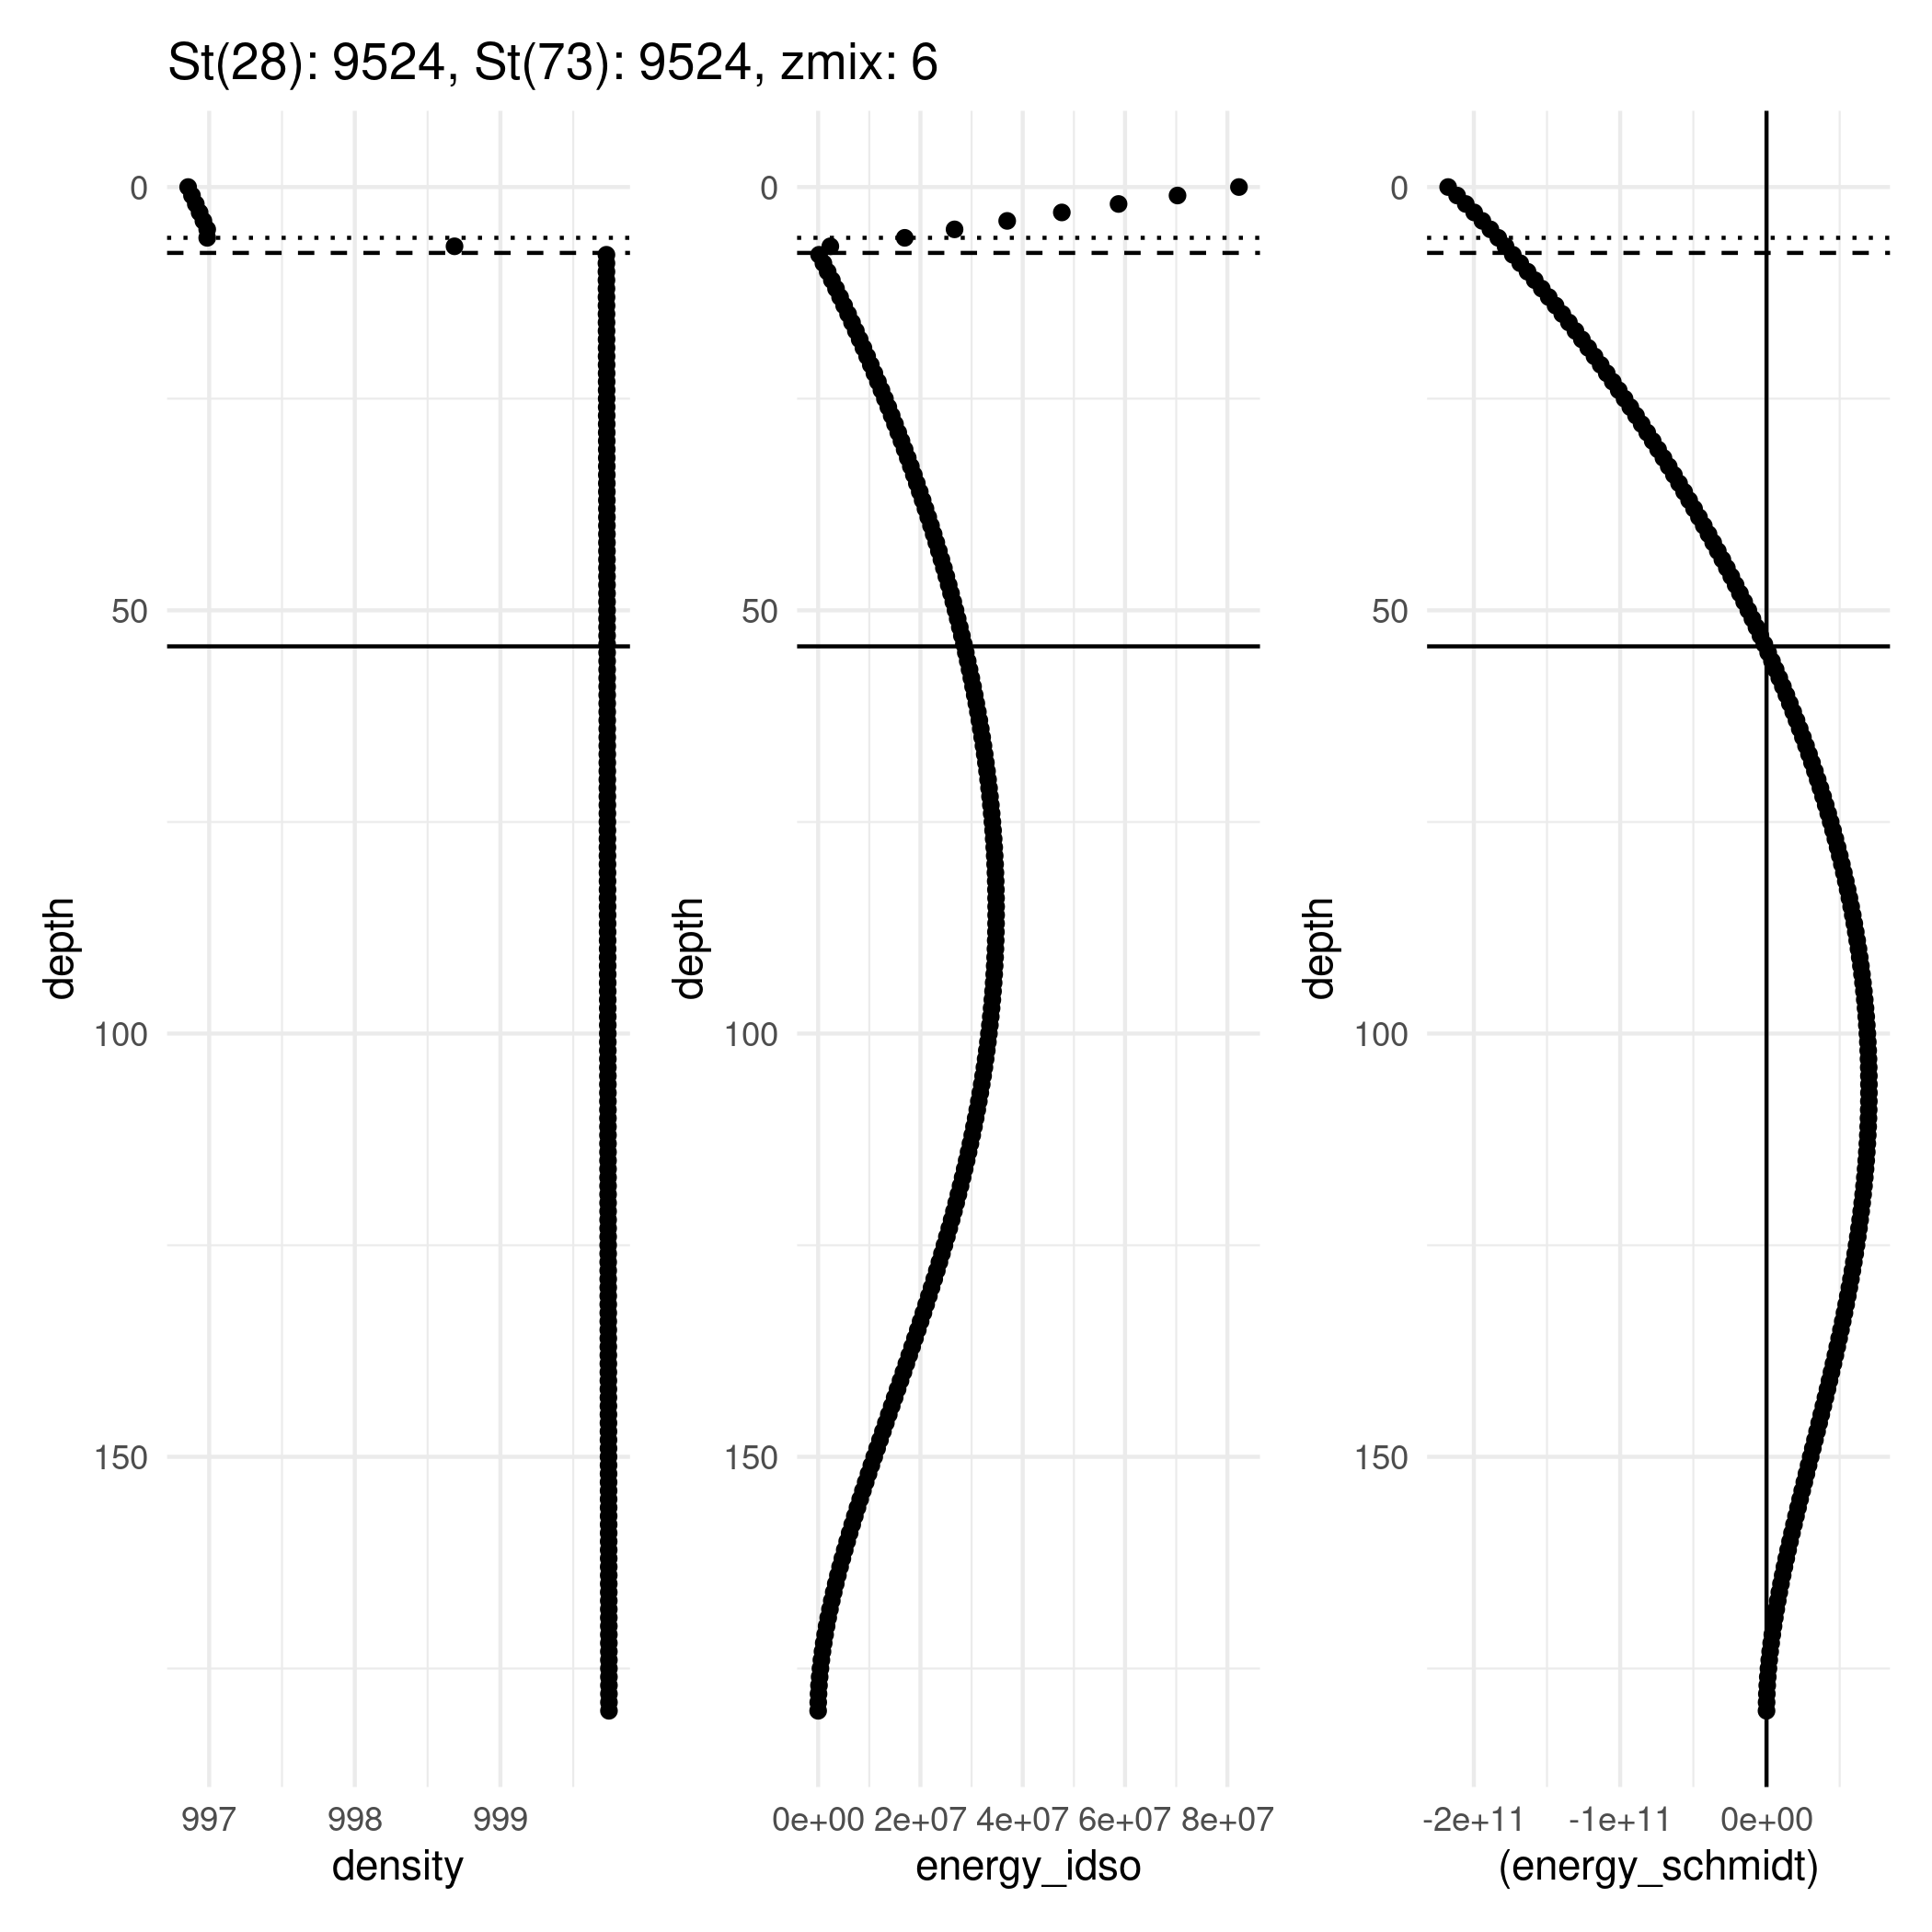 St(28): 9524, St(73): 9524, zmix: 6
0
50
100
150
depth
997 998 999
density
0
50
100
150
depth
0e+00 2e+07 4e+07 6e+07 8e+07
energy_idso
0
50
100
150
depth
-2e+11 -1e+11 0e+00
(energy_schmidt)